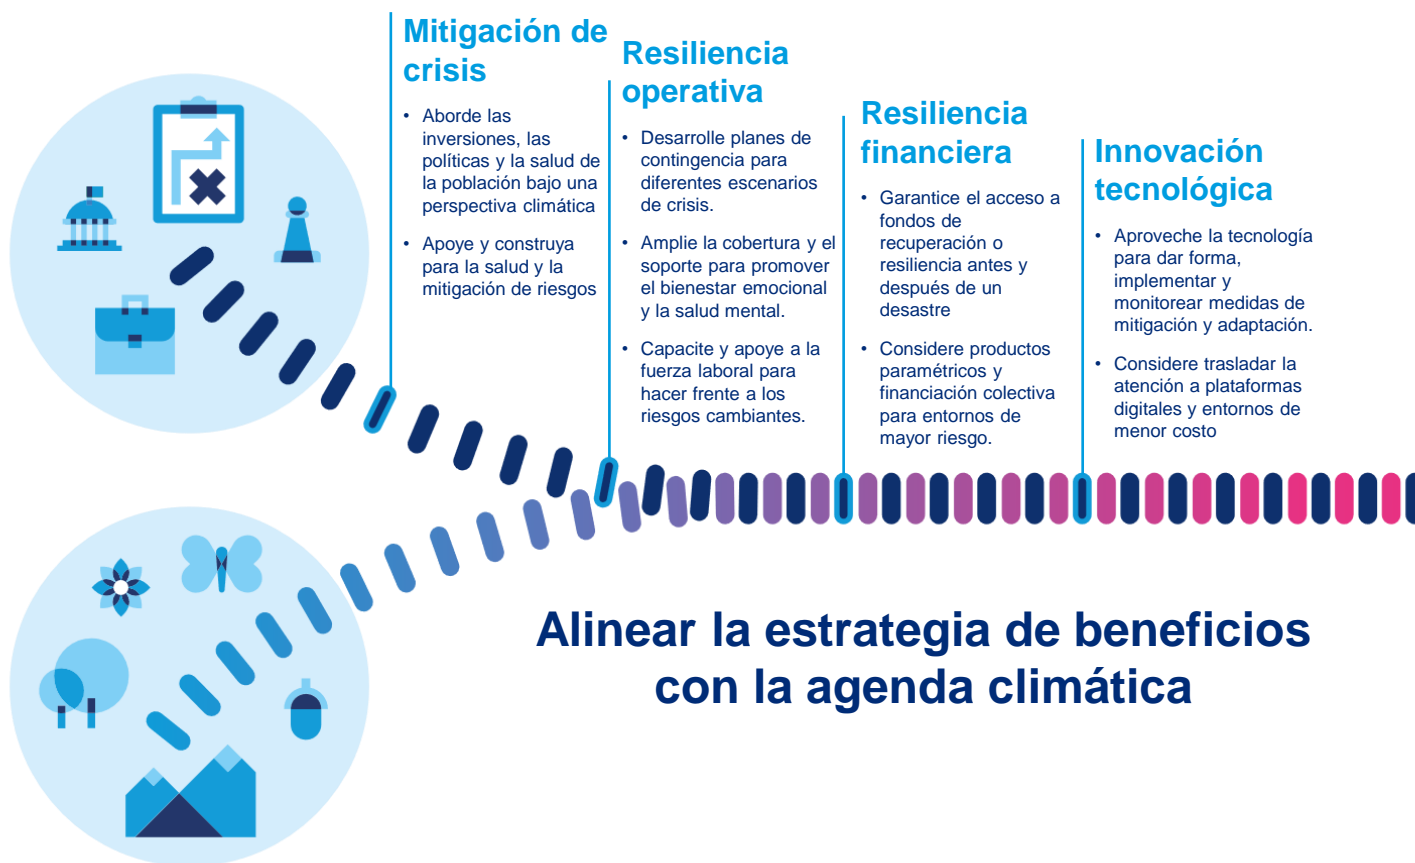 Mitigación de
crisis
• Aborde las
inversiones, las
políticas y la salud de
la población bajo una
perspectiva climática
• Apoye y construya
para la salud y la
mitigación de riesgos
Resiliencia
operativa
• Desarrolle planes de
contingencia para
diferentes escenarios
de crisis.
• Amplie la cobertura y el
soporte para promover
el bienestar emocional
y la salud mental.
• Capacite y apoye a la
fuerza laboral para
hacer frente a los
riesgos cambiantes.
Resiliencia
financiera
• Garantice el acceso a
fondos de
recuperación o
resiliencia antes y
después de un
desastre
• Considere productos
paramétricos y
financiación colectiva
para entornos de
mayor riesgo.
Innovación
tecnológica
• Aproveche la tecnología
para dar forma,
implementar y
monitorear medidas de
mitigación y adaptación.
• Considere trasladar la
atención a plataformas
digitales y entornos de
menor costo
Alinear la estrategia de beneficios
con la agenda climática